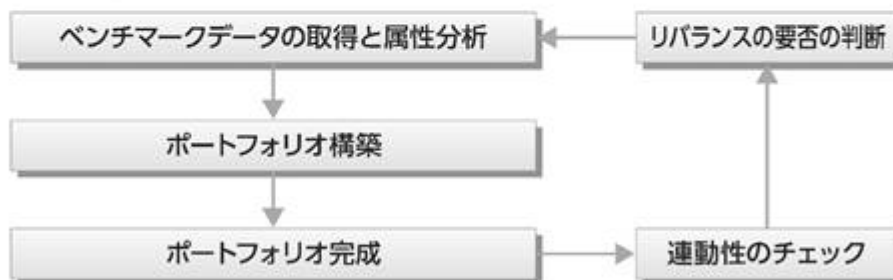 ベンチマークデータの取得と属性分析
リバランスの要否の判断
ポートフォリオ構築
ポートフォリオ完成
連動性のチェック